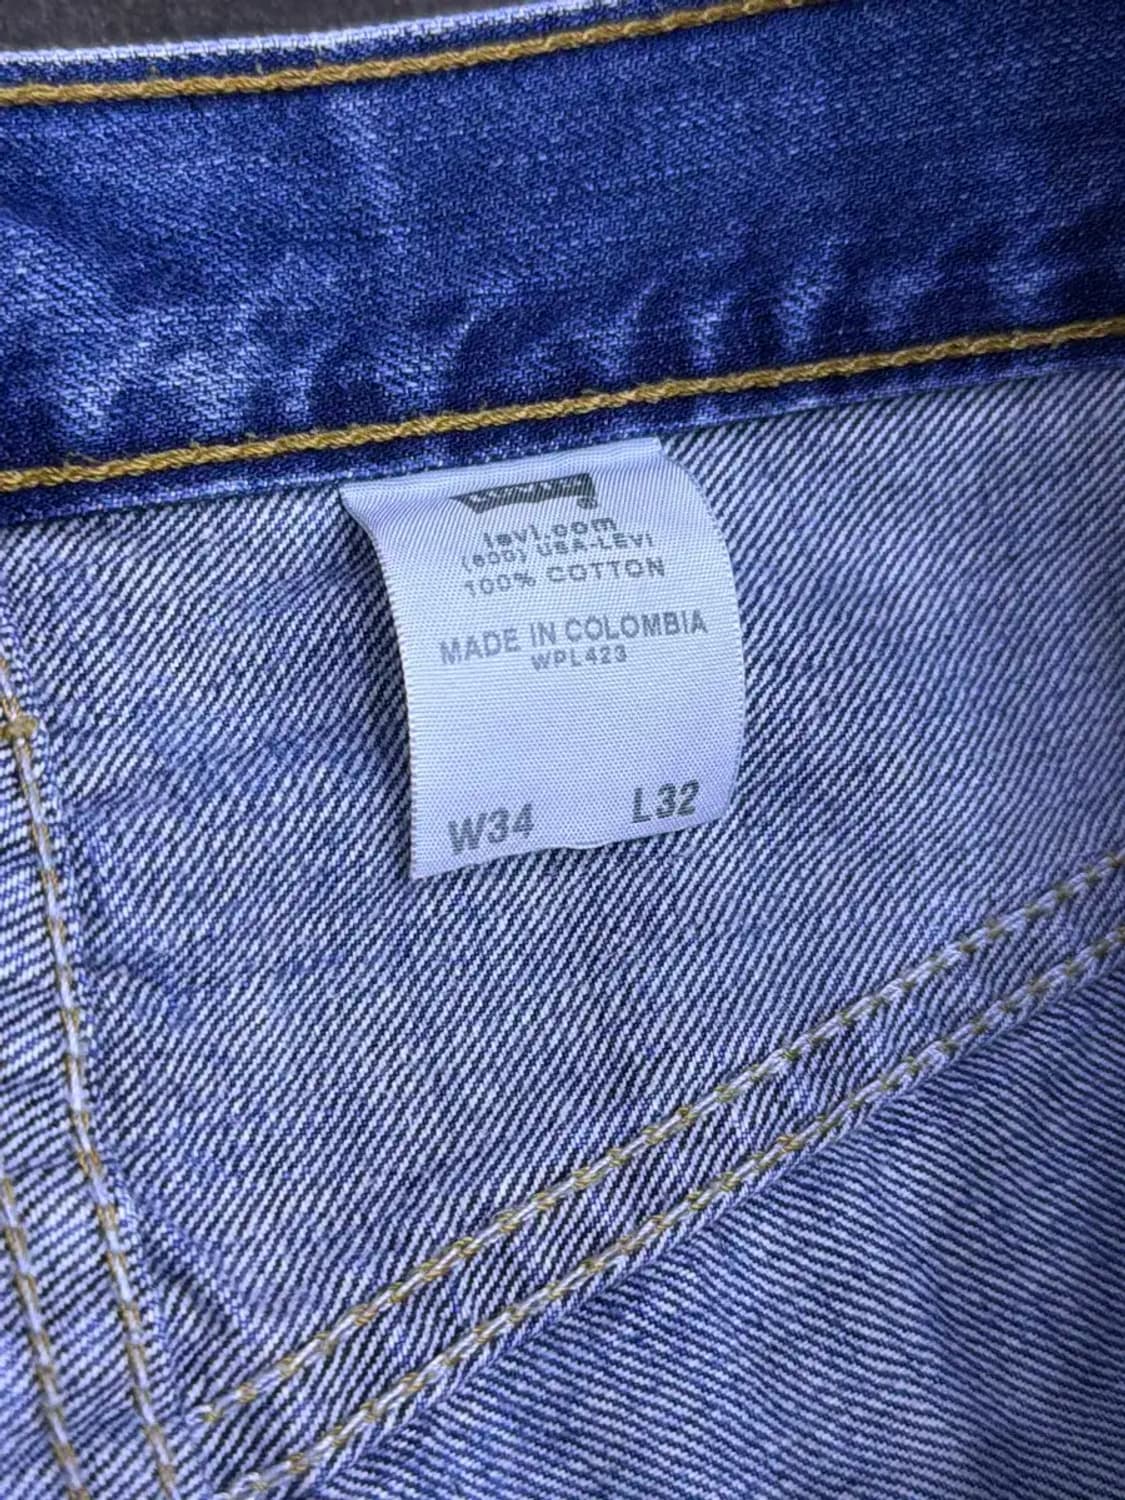 levi.com
(800) USA-LEVI
100% COTTON
MADE IN COLOMBIA
WPL423
W34 L32